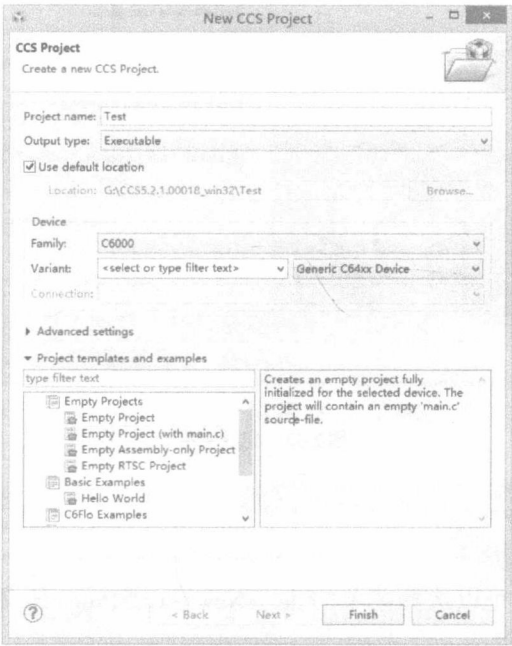 New CCS Project
CCS Project
Create a new CCS Project.
Project name: Test
Output type: Executable
Use default location
Location: G:\CCS5.2.1.00018_win32\Test Browse...
Device
Family: C6000
Variant: <select or type filter text> Generic C64xx Device
Connection:
Advanced settings
Project templates and examples
type filter text
Empty Projects
Empty Project
Empty Project (with main.c)
Empty Assembly-only Project
Empty RTSC Project
Basic Examples
Hello World
C6Flo Examples
Creates an empty project fully
initialized for the selected device. The
project will contain an empty 'main.c'
source-file.
? < Back Next > Finish Cancel